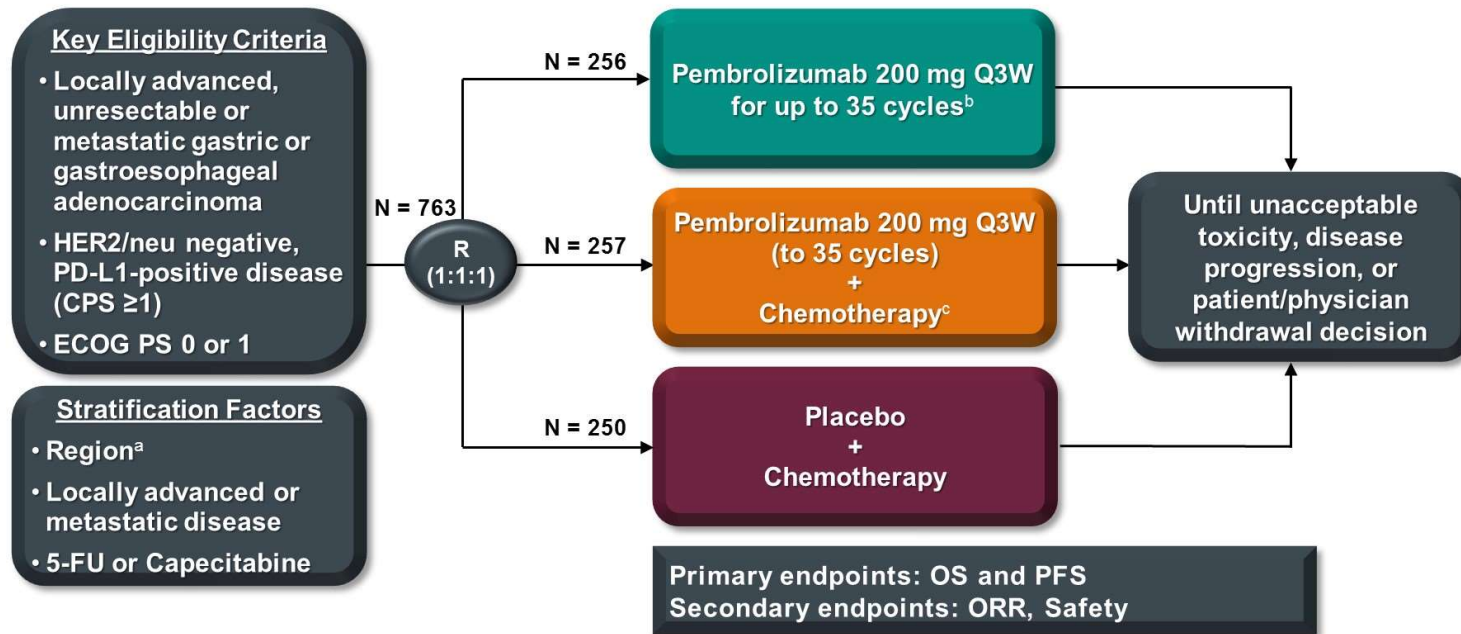 Key Eligibility Criteria
• Locally advanced,
unresectable or
metastatic gastric or
gastroesophageal
adenocarcinoma
• HER2/neu negative,
PD-L1-positive disease
(CPS ≥1)
• ECOG PS 0 or 1
Stratification Factors
• Regionᵃ
• Locally advanced or
metastatic disease
• 5-FU or Capecitabine
N = 763
R
(1:1:1)
N = 256
Pembrolizumab 200 mg Q3W
for up to 35 cyclesᵇ
N = 257
Pembrolizumab 200 mg Q3W
(to 35 cycles)
+
Chemotherapyᶜ
N = 250
Placebo
+
Chemotherapy
Until unacceptable
toxicity, disease
progression, or
patient/physician
withdrawal decision
Primary endpoints: OS and PFS
Secondary endpoints: ORR, Safety